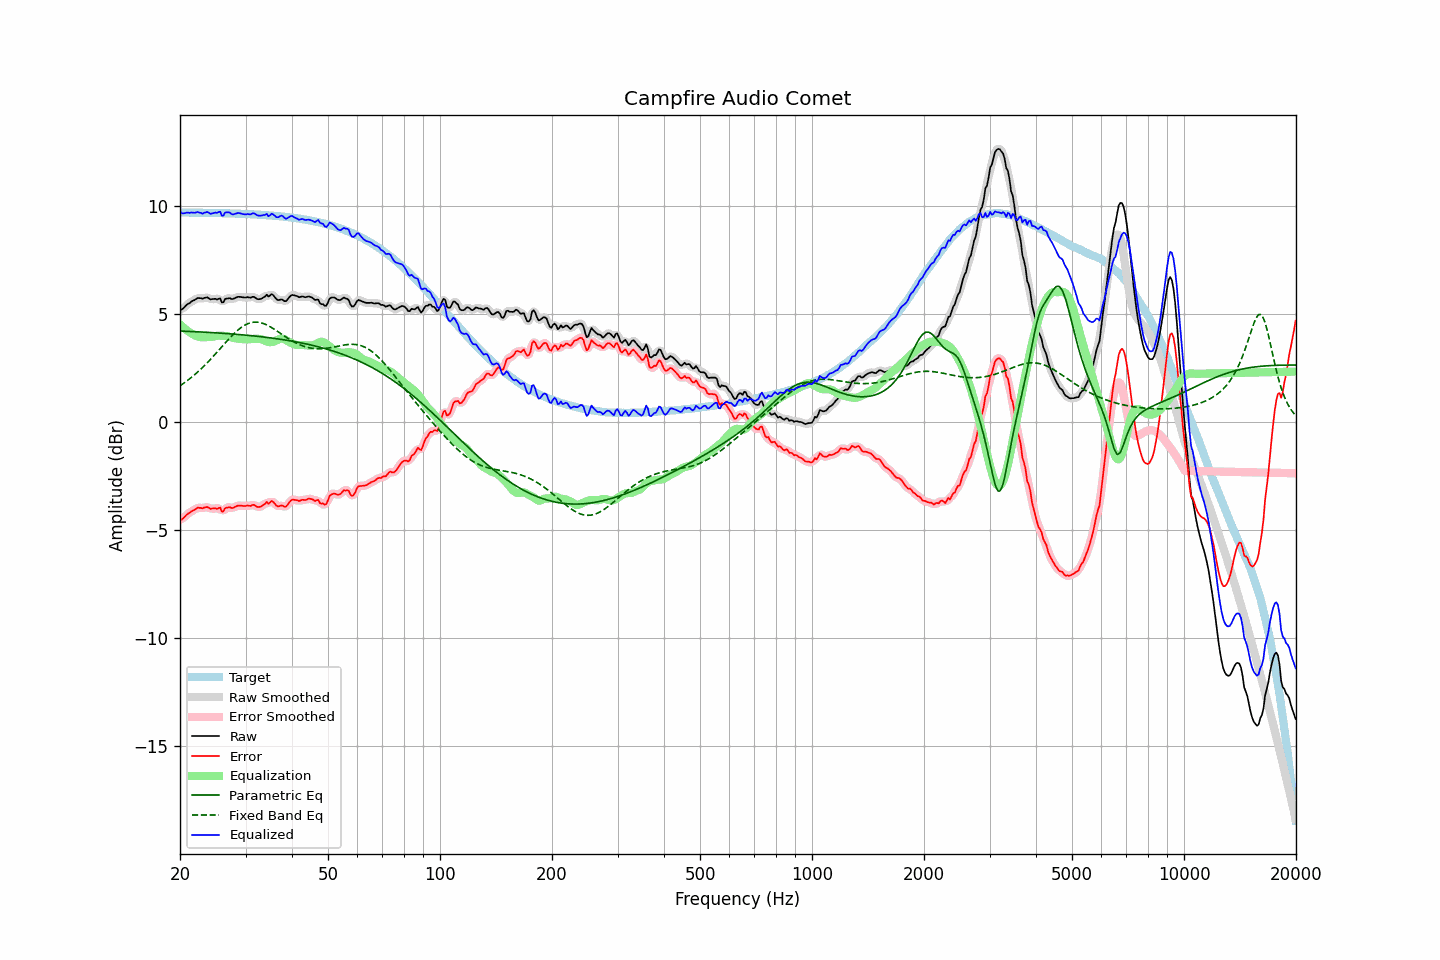 Campfire Audio Comet
Amplitude (dBr)
10
5
0
−5
−10
−15
Target
Raw Smoothed
Error Smoothed
Raw
Error
Equalization
Parametric Eq
Fixed Band Eq
Equalized
20 50 100 200 500 1000 2000 5000 10000 20000
Frequency (Hz)